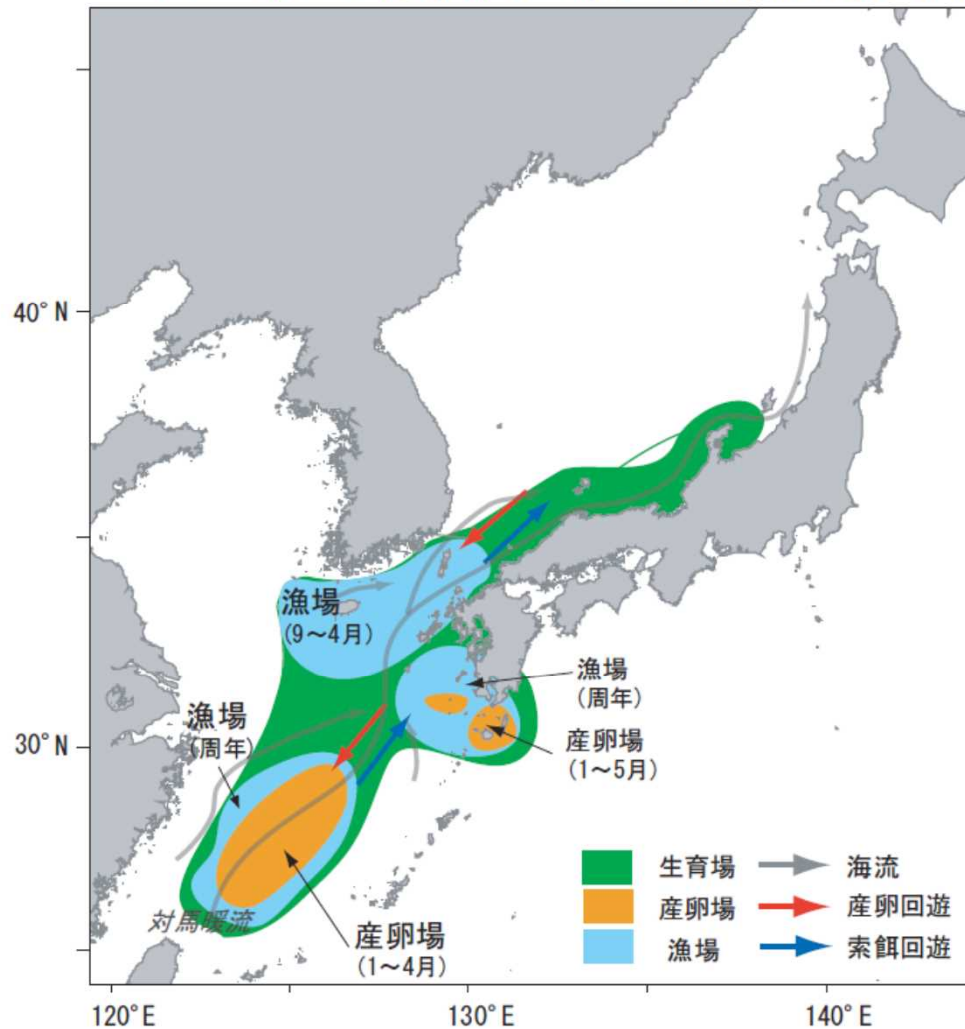 40°N
漁場
(9～4月)
漁場
(周年)
漁場
(周年)
30°N
産卵場
(1～5月)
対馬暖流
産卵場
(1～4月)
生育場
海流
産卵場
産卵回遊
漁場
索餌回遊
120°E
130°E
140°E